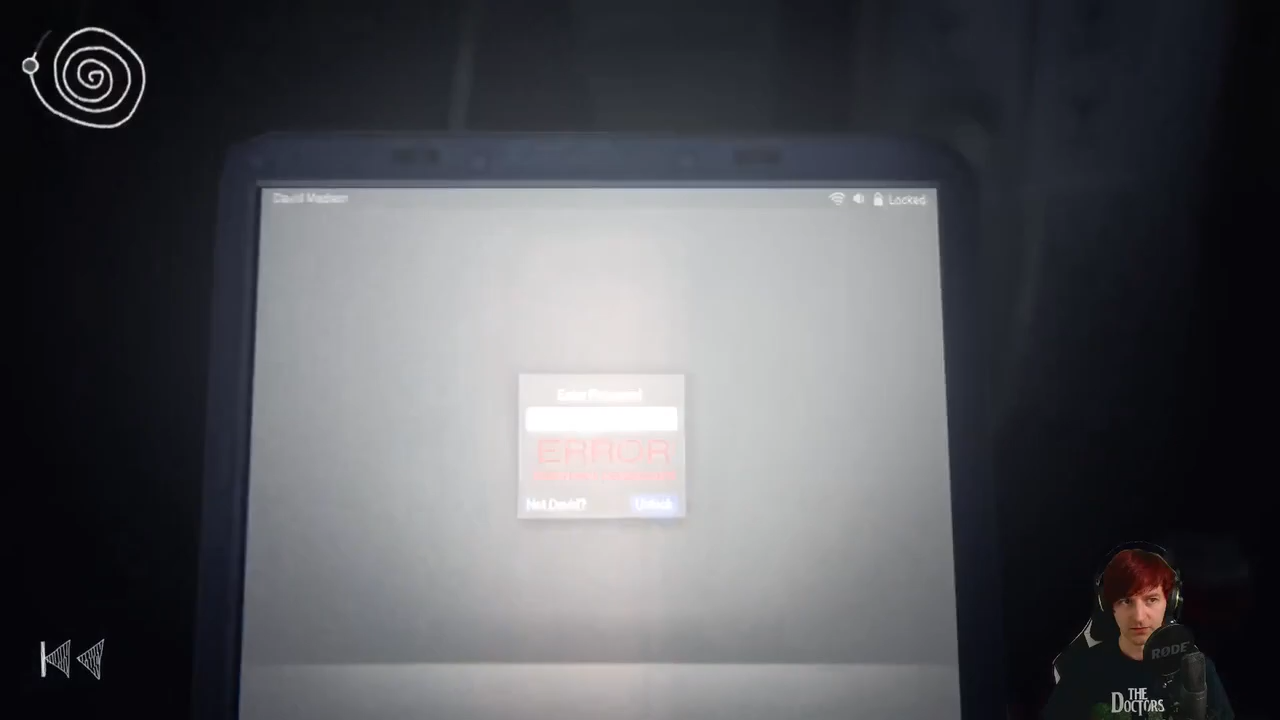 David Madsen
Locked
Enter Password
ERROR
Not David?
Unlock
RØDE
THE
DOCTORS